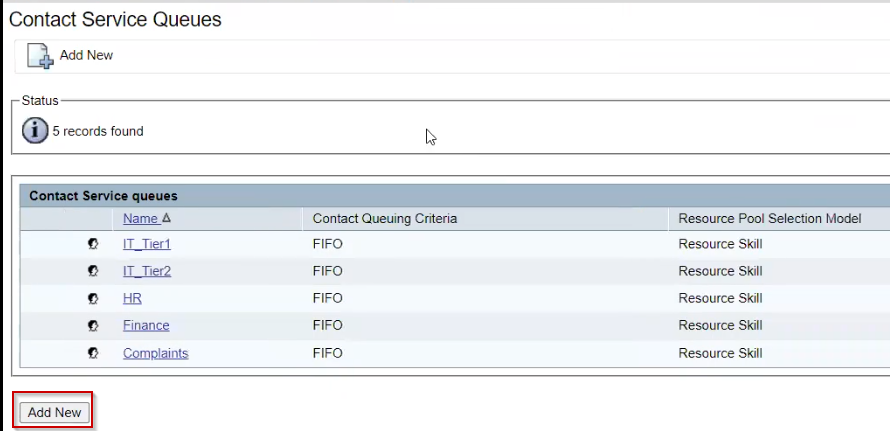 Contact Service Queues
Add New
Status
5 records found
Contact Service queues
Name Contact Queuing Criteria Resource Pool Selection Model
IT_Tier1 FIFO Resource Skill
IT_Tier2 FIFO Resource Skill
HR FIFO Resource Skill
Finance FIFO Resource Skill
Complaints FIFO Resource Skill
Add New